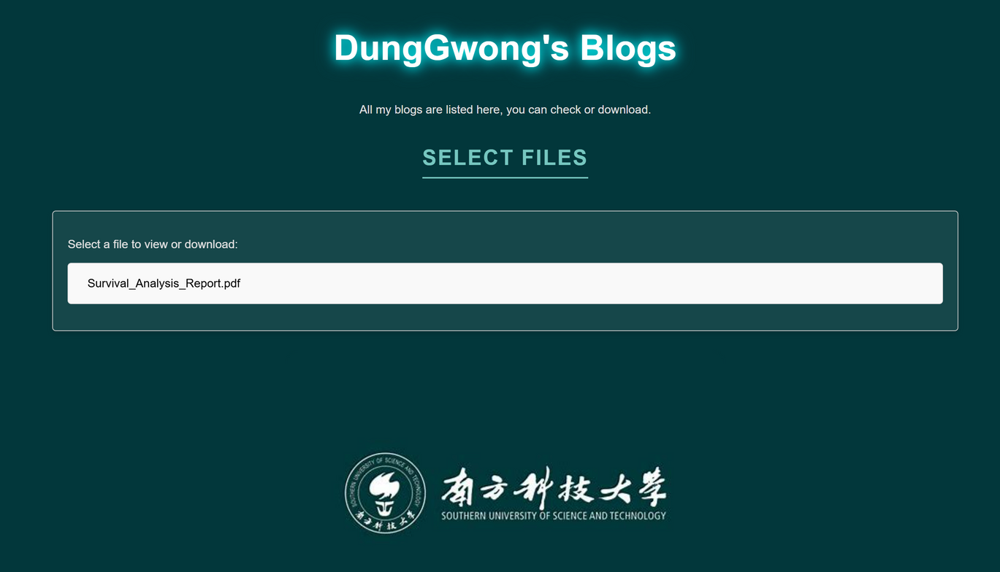 DungGwong's Blogs
All my blogs are listed here, you can check or download.
SELECT FILES
Select a file to view or download:
Survival_Analysis_Report.pdf
SOUTHERN UNIVERSITY OF SCIENCE AND TECHNOLOGY
南方科技大学
南方科技大學
SOUTHERN UNIVERSITY OF SCIENCE AND TECHNOLOGY